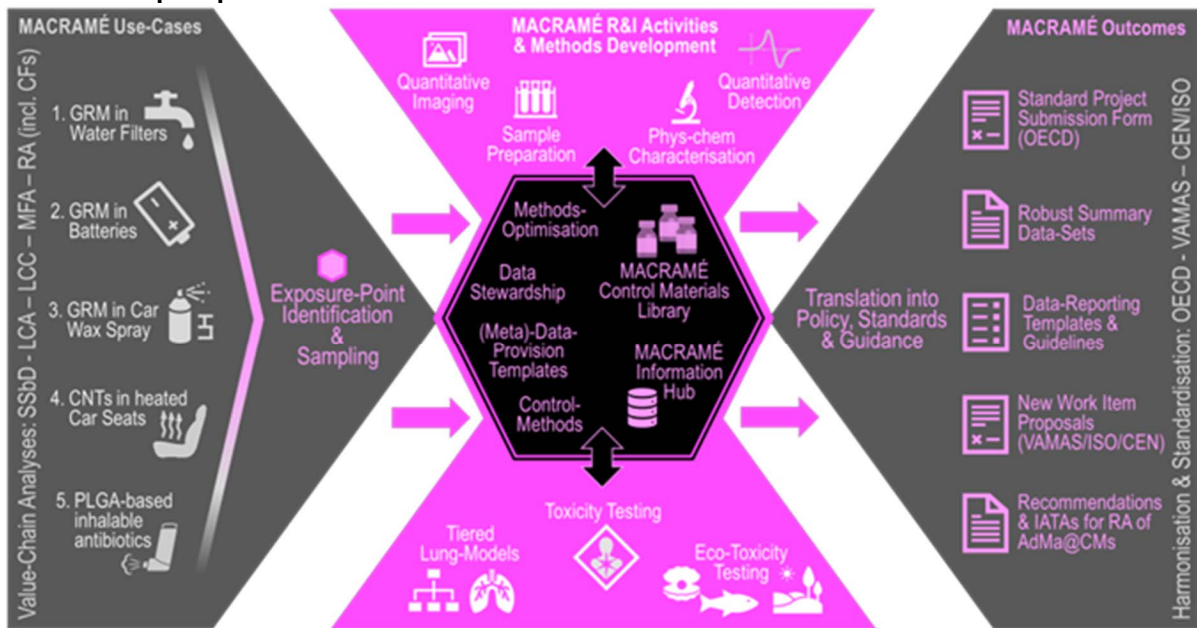 MACRAMÉ Use-Cases
Value-Chain Analyses: SSbD - LCA – LCC – MFA – RA (incl. CFs)
1. GRM in
Water Filters
2. GRM in
Batteries
3. GRM in Car
Wax Spray
4. CNTs in heated
Car Seats
5. PLGA-based
inhalable
antibiotics
Exposure-Point
Identification
&
Sampling
MACRAMÉ R&I Activities
& Methods Development
Quantitative
Imaging
Sample
Preparation
Phys-chem
Characterisation
Quantitative
Detection
Methods-
Optimisation
Data
Stewardship
(Meta)-Data-
Provision
Templates
Control-
Methods
MACRAMÉ
Control Materials
Library
MACRAMÉ
Information
Hub
Toxicity Testing
Tiered
Lung-Models
Eco-Toxicity
Testing
Translation into
Policy, Standards
& Guidance
MACRAMÉ Outcomes
Standard Project
Submission Form
(OECD)
Robust Summary
Data-Sets
Data-Reporting
Templates &
Guidelines
New Work Item
Proposals
(VAMAS/ISO/CEN)
Recommendations
& IATAs for RA of
AdMa@CMs
Harmonisation & Standardisation: OECD - VAMAS – CEN/ISO